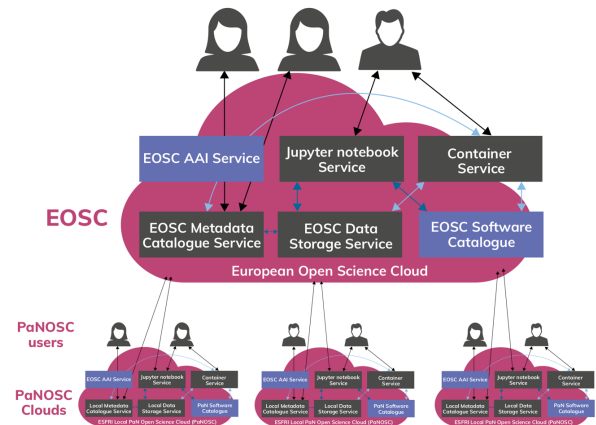 EOSC AAI Service
Jupyter notebook
Service
Container
Service
EOSC
EOSC Metadata
Catalogue Service
EOSC Data
Storage Service
EOSC Software
Catalogue
European Open Science Cloud
PaNOSC
users
PaNOSC
Clouds
EOSC AAI Service
Jupyter notebook
Service
Container
Service
Local Metadata
Catalogue Service
Local Data
Storage Service
PaN Software
Catalogue
ESFRI Local PaN Open Science Cloud (PaNOSC)
EOSC AAI Service
Jupyter notebook
Service
Container
Service
Local Metadata
Catalogue Service
Local Data
Storage Service
PaN Software
Catalogue
ESFRI Local PaN Open Science Cloud (PaNOSC)
EOSC AAI Service
Jupyter notebook
Service
Container
Service
Local Metadata
Catalogue Service
Local Data
Storage Service
PaN Software
Catalogue
ESFRI Local PaN Open Science Cloud (PaNOSC)